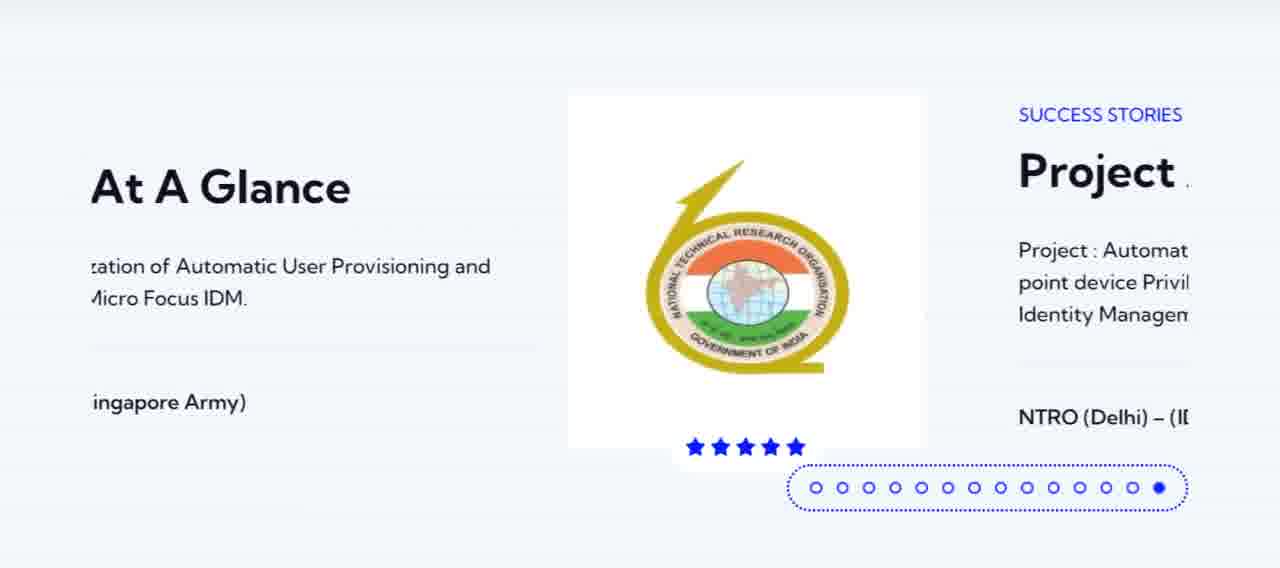 At A Glance
zation of Automatic User Provisioning and
Micro Focus IDM.
ingapore Army)
NATIONAL TECHNICAL RESEARCH ORGANISATION
GOVERNMENT OF INDIA
SUCCESS STORIES
Project
Project : Automat
point device Privil
Identity Managem
NTRO (Delhi) – (ID